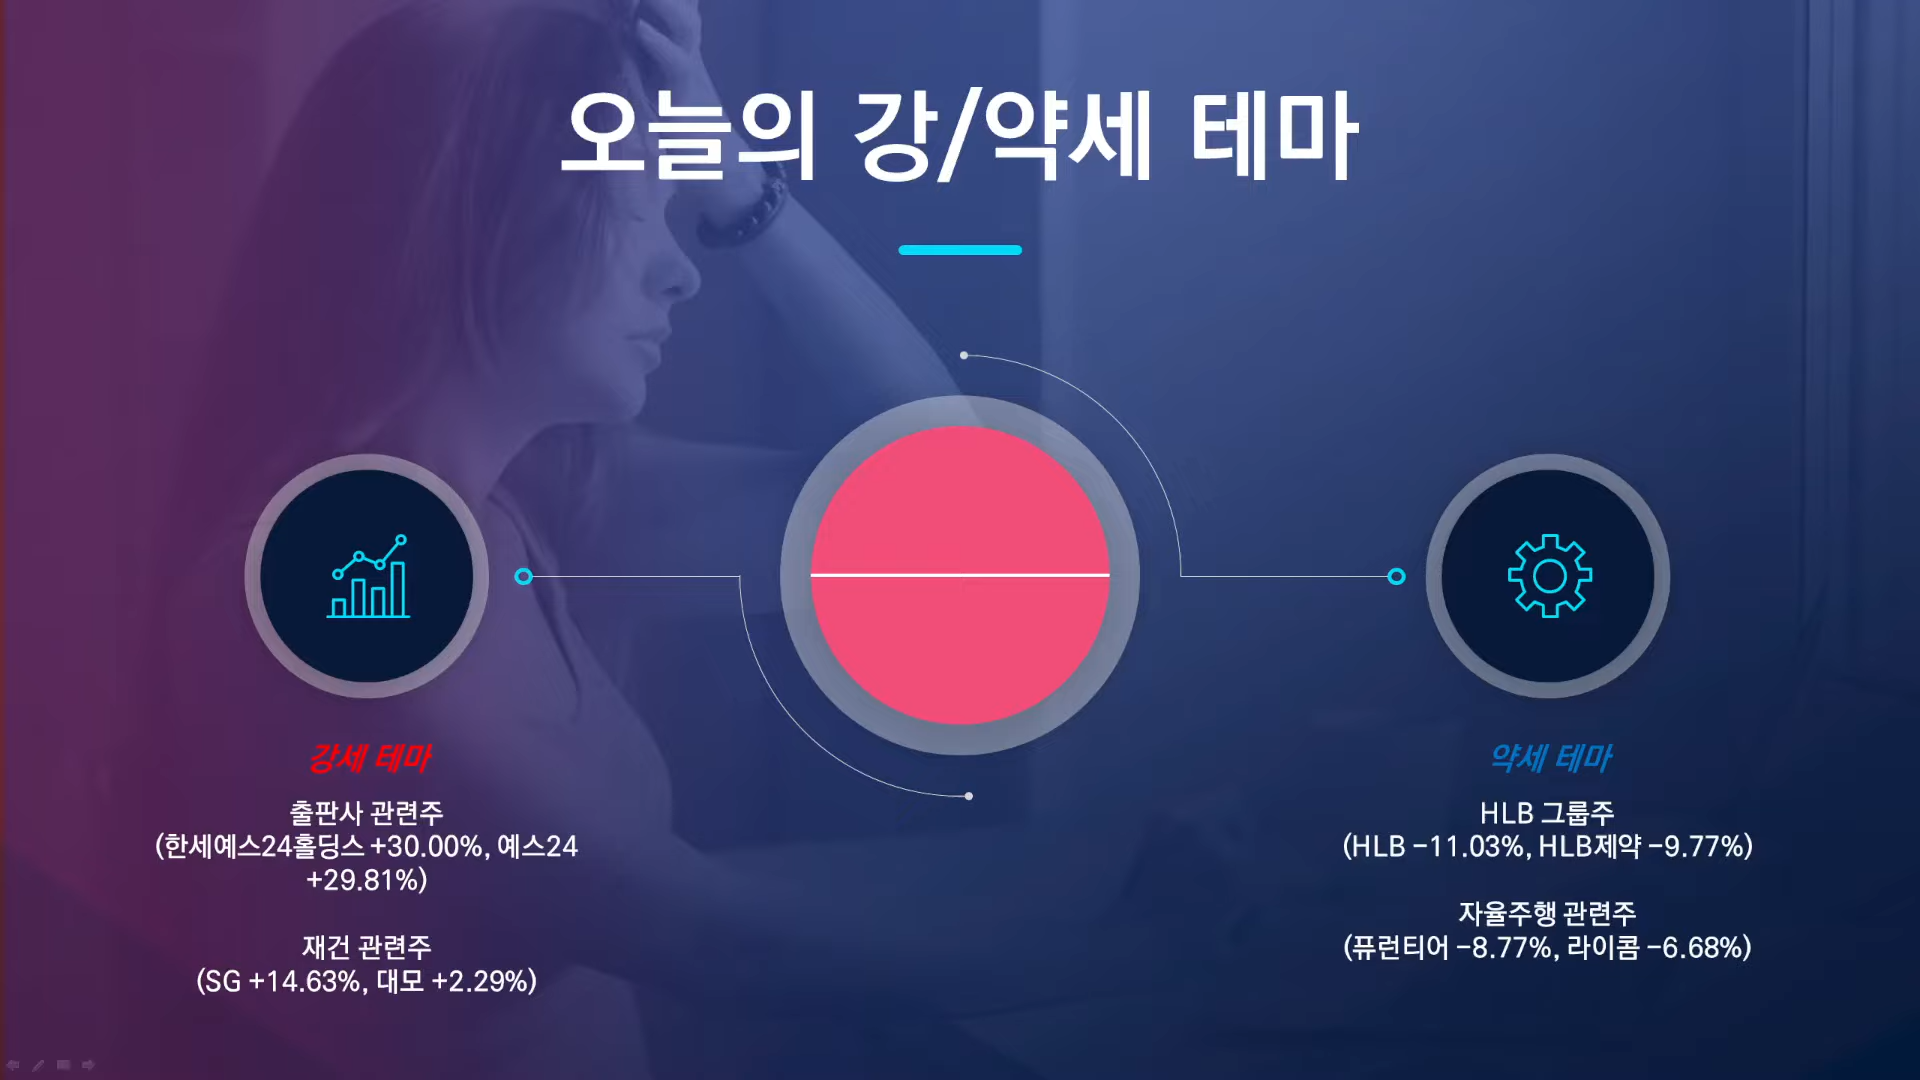 오늘의 강/약세 테마
강세 테마
출판사 관련주
(한세예스24홀딩스 +30.00%, 예스24
+29.81%)
재건 관련주
(SG +14.63%, 대모 +2.29%)
약세 테마
HLB 그룹주
(HLB -11.03%, HLB제약 -9.77%)
자율주행 관련주
(퓨런티어 -8.77%, 라이콤 -6.68%)